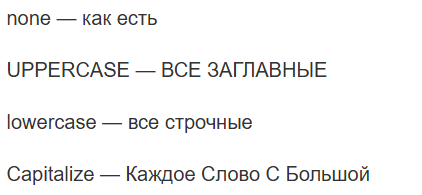 none — как есть
UPPERCASE — ВСЕ ЗАГЛАВНЫЕ
lowercase — все строчные
Capitalize — Каждое Слово С Большой